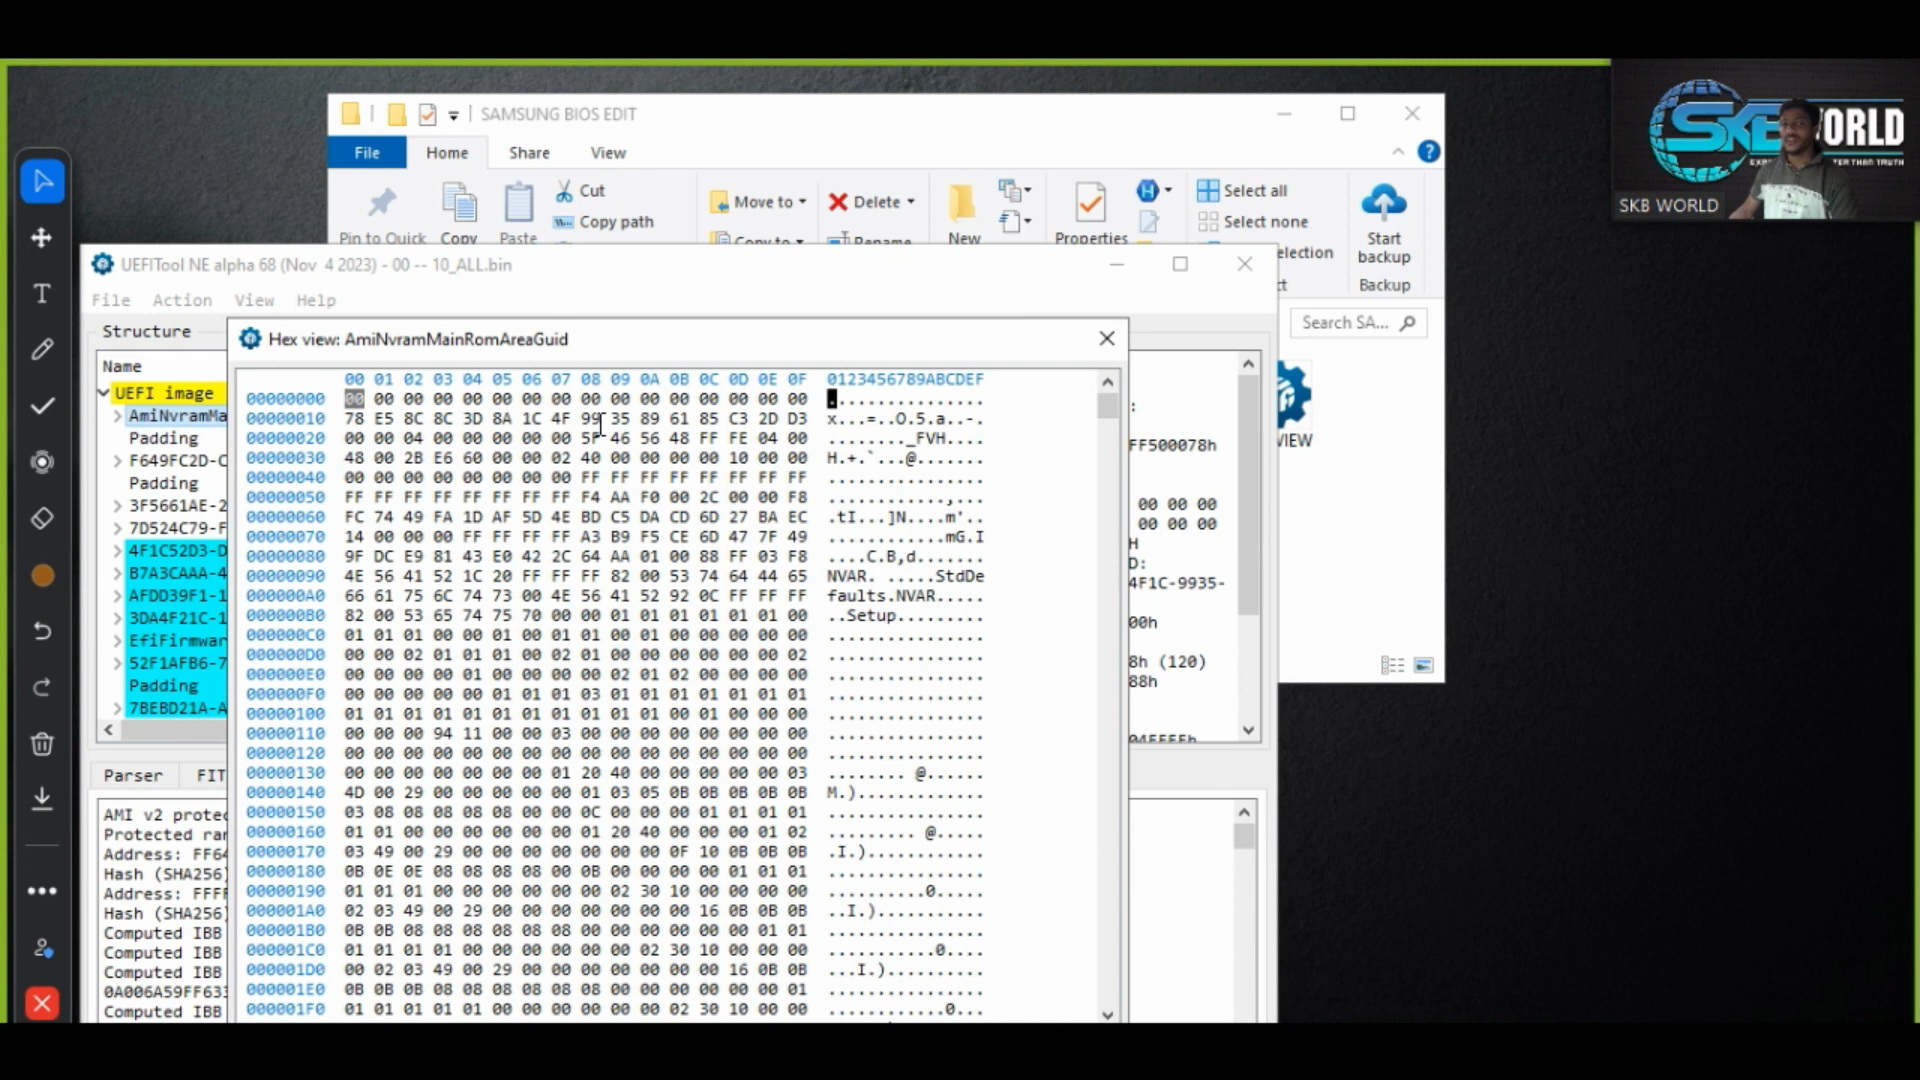 SAMSUNG BIOS EDIT
File Home Share View
Pin to Quick
Copy
Paste
Cut
Copy path
Move to
Delete
New
Properties
Select all
Select none
Start
backup
Backup
SKB WORLD
SKB WORLD
Search SA...
UEFITool NE alpha 68 (Nov 4 2023) - 00 -- 10_ALL.bin
File Action View Help
Structure
Name
UEFI image
AmiNvramMa
Padding
F649FC2D-C
Padding
3F5661AE-2
7D524C79-F
4F1C52D3-D
B7A3CAAA-4
AFDD39F1-1
3DA4F21C-1
EfiFirmwar
52F1AFB6-7
Padding
7BEBD21A-A
Parser FIT
AMI v2 protec
Protected ran
Address: FF64
Hash (SHA256)
Address: FFFF
Hash (SHA256)
Computed IBB
Computed IBB
Computed IBB
0A006A59FF633
Computed IBB
Hex view: AmiNvramMainRomAreaGuid
00 01 02 03 04 05 06 07 08 09 0A 0B 0C 0D 0E 0F 0123456789ABCDEF
00000000 00 00 00 00 00 00 00 00 00 00 00 00 00 00 00 00 ................
00000010 78 E5 8C 8C 3D 8A 1C 4F 99 35 89 61 85 C3 2D D3 x...=..O.5.a..-.
00000020 00 00 04 00 00 00 00 00 5F 46 56 48 FF FE 04 00 ........_FVH....
00000030 48 00 2B E6 60 00 00 02 40 00 00 00 00 10 00 00 H.+.`...@.......
00000040 00 00 00 00 00 00 00 00 FF FF FF FF FF FF FF FF ................
00000050 FF FF FF FF FF FF FF FF F4 AA F0 00 2C 00 00 F8 ............,...
00000060 FC 74 49 FA 1D AF 5D 4E BD C5 DA CD 6D 27 BA EC .tI...]N....m'..
00000070 14 00 00 00 FF FF FF FF A3 B9 F5 CE 6D 47 7F 49 ............mG.I
00000080 9F DC E9 81 43 E0 42 2C 64 AA 01 00 88 FF 03 F8 ....C.B,d.......
00000090 4E 56 41 52 1C 20 FF FF FF 82 00 53 74 64 44 65 NVAR. .....StdDe
000000A0 66 61 75 6C 74 73 00 4E 56 41 52 92 0C FF FF FF faults.NVAR.....
000000B0 82 00 53 65 74 75 70 00 00 01 01 01 01 01 01 00 ..Setup.........
000000C0 01 01 01 00 00 01 00 01 01 00 01 01 00 00 00 00 ................
000000D0 00 00 02 01 01 01 00 02 01 00 00 00 00 00 00 02 ................
000000E0 00 00 00 00 01 00 00 00 00 02 01 02 00 00 00 00 ................
000000F0 00 00 00 00 00 01 01 01 03 01 01 01 01 01 01 01 ................
00000100 01 01 01 01 01 01 01 01 01 01 01 00 01 00 00 00 ................
00000110 00 00 00 94 11 00 00 03 00 00 00 00 00 00 00 00 ................
00000120 00 00 00 00 00 00 00 00 00 00 00 00 00 00 00 00 ................
00000130 00 00 00 00 00 00 00 01 20 40 00 00 00 00 00 03 ........ @......
00000140 4D 00 29 00 00 00 00 00 01 03 05 0B 0B 0B 0B 0B M.).............
00000150 03 08 08 08 08 08 00 00 0C 00 00 00 01 01 01 01 ................
00000160 01 01 00 00 00 00 00 00 01 20 40 00 00 00 01 02 ......... @.....
00000170 03 49 00 29 00 00 00 00 00 00 00 0F 10 0B 0B 0B .I.)............
00000180 0B 0E 0E 08 08 08 08 00 0B 00 00 00 00 01 01 01 ................
00000190 01 01 01 00 00 00 00 00 00 02 30 10 00 00 00 00 ..........0.....
000001A0 02 03 49 00 29 00 00 00 00 00 00 00 16 0B 0B 0B ..I.)...........
000001B0 0B 0B 08 08 08 08 08 08 00 00 00 00 00 00 01 01 ................
000001C0 01 01 01 01 00 00 00 00 00 00 02 30 10 00 00 00 ...........0....
000001D0 00 02 03 49 00 29 00 00 00 00 00 00 00 16 0B 0B ...I.)..........
000001E0 0B 0B 0B 08 08 08 08 08 08 00 00 00 00 00 00 01 ................
000001F0 01 01 01 01 01 00 00 00 00 00 00 02 30 10 00 00 ............0...
FF500078h
00 00 00
00 00 00
H
D:
4F1C-9935-
00h
8h (120)
88h